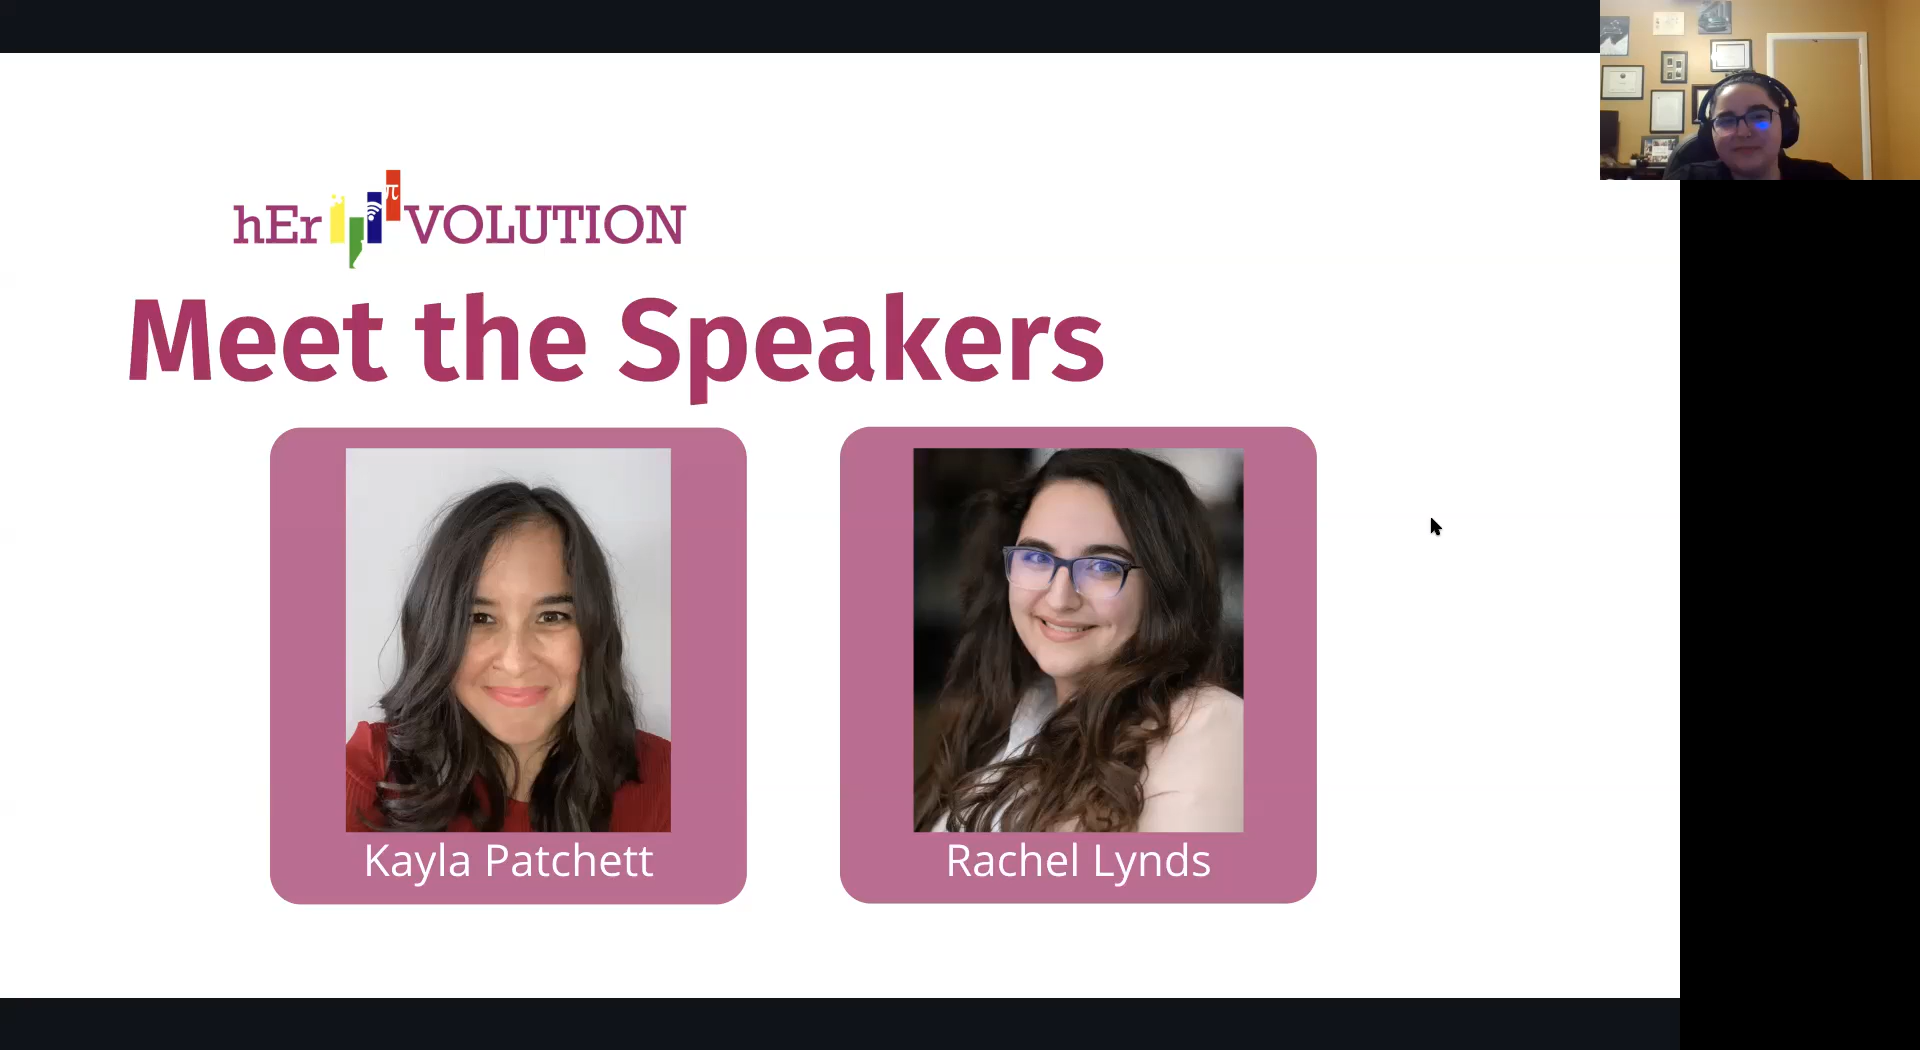 hEr VOLUTION
π
Meet the Speakers
Kayla Patchett
Rachel Lynds